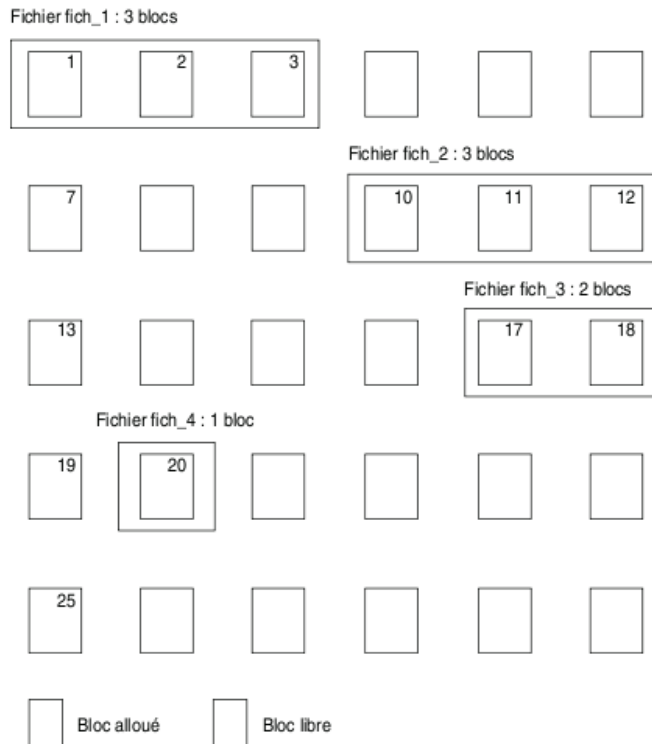 Fichier fich_1 : 3 blocs
1 2 3
Fichier fich_2 : 3 blocs
7 10 11 12
Fichier fich_3 : 2 blocs
13 17 18
Fichier fich_4 : 1 bloc
19 20
25
Bloc alloué Bloc libre